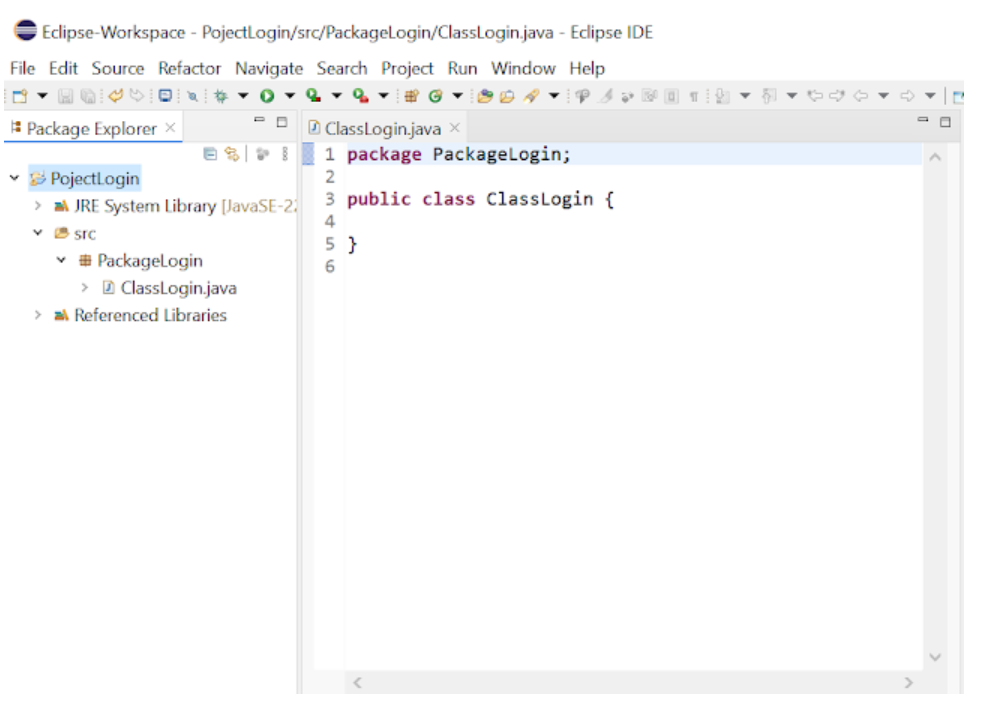 Eclipse-Workspace - PojectLogin/src/PackageLogin/ClassLogin.java - Eclipse IDE
File Edit Source Refactor Navigate Search Project Run Window Help
Package Explorer
PojectLogin
JRE System Library [JavaSE-22
src
PackageLogin
ClassLogin.java
Referenced Libraries
ClassLogin.java
1 package PackageLogin;
2
3 public class ClassLogin {
4
5 }
6